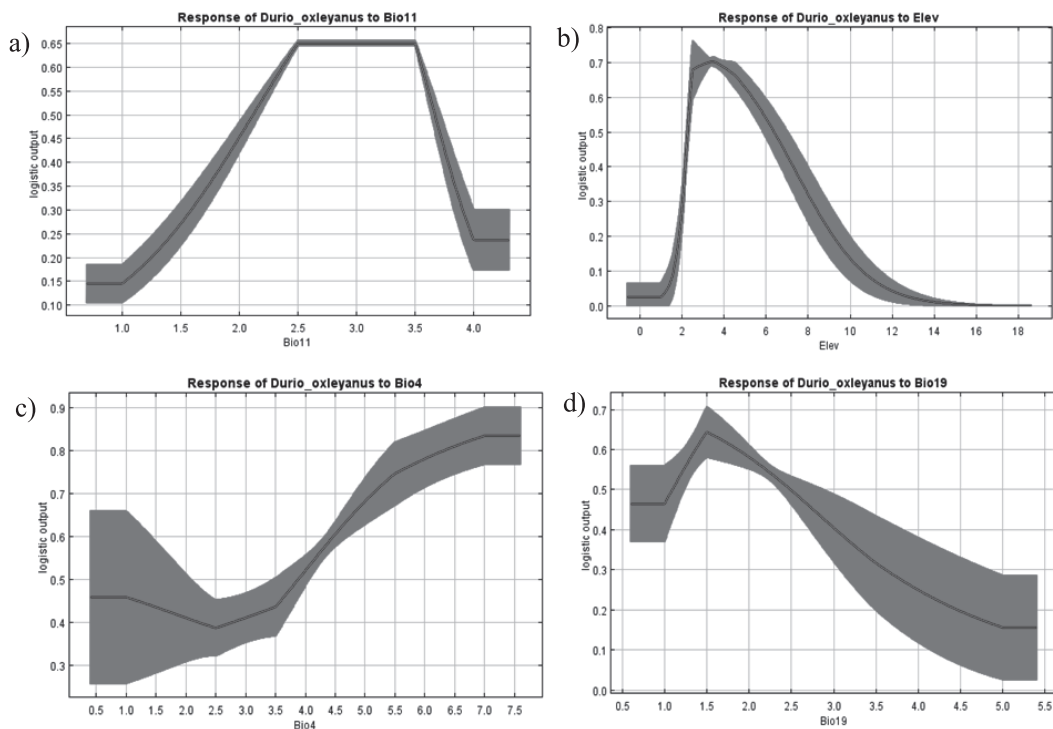 a)
Response of Durio_oxleyanus to Bio11
logistic output
0.65
0.60
0.55
0.50
0.45
0.40
0.35
0.30
0.25
0.20
0.15
0.10
1.0 1.5 2.0 2.5 3.0 3.5 4.0
Bio11
b)
Response of Durio_oxleyanus to Elev
logistic output
0.8
0.7
0.6
0.5
0.4
0.3
0.2
0.1
0.0
0 2 4 6 8 10 12 14 16 18
Elev
c)
Response of Durio_oxleyanus to Bio4
logistic output
0.9
0.8
0.7
0.6
0.5
0.4
0.3
0.5 1.0 1.5 2.0 2.5 3.0 3.5 4.0 4.5 5.0 5.5 6.0 6.5 7.0 7.5
Bio4
d)
Response of Durio_oxleyanus to Bio19
logistic output
0.7
0.6
0.5
0.4
0.3
0.2
0.1
0.0
0.5 1.0 1.5 2.0 2.5 3.0 3.5 4.0 4.5 5.0 5.5
Bio19